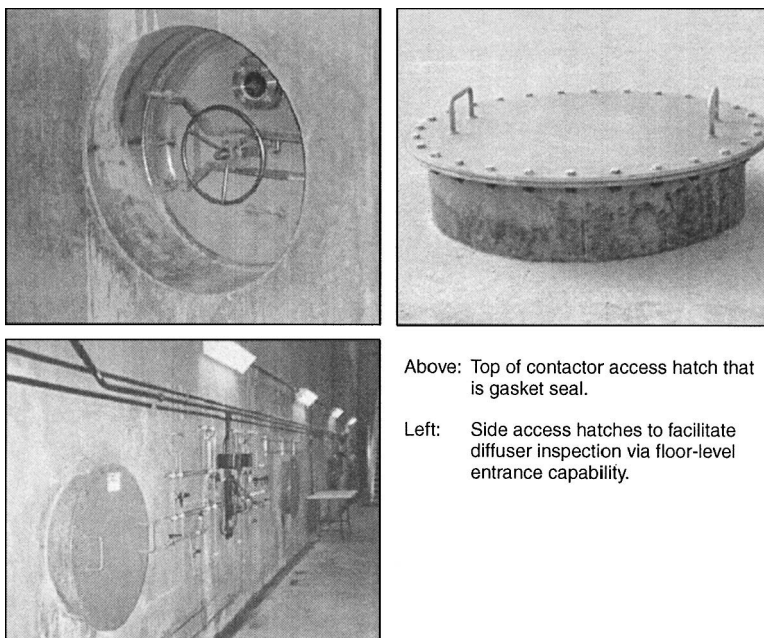 Above: Top of contactor access hatch that
is gasket seal.
Left: Side access hatches to facilitate
diffuser inspection via floor-level
entrance capability.